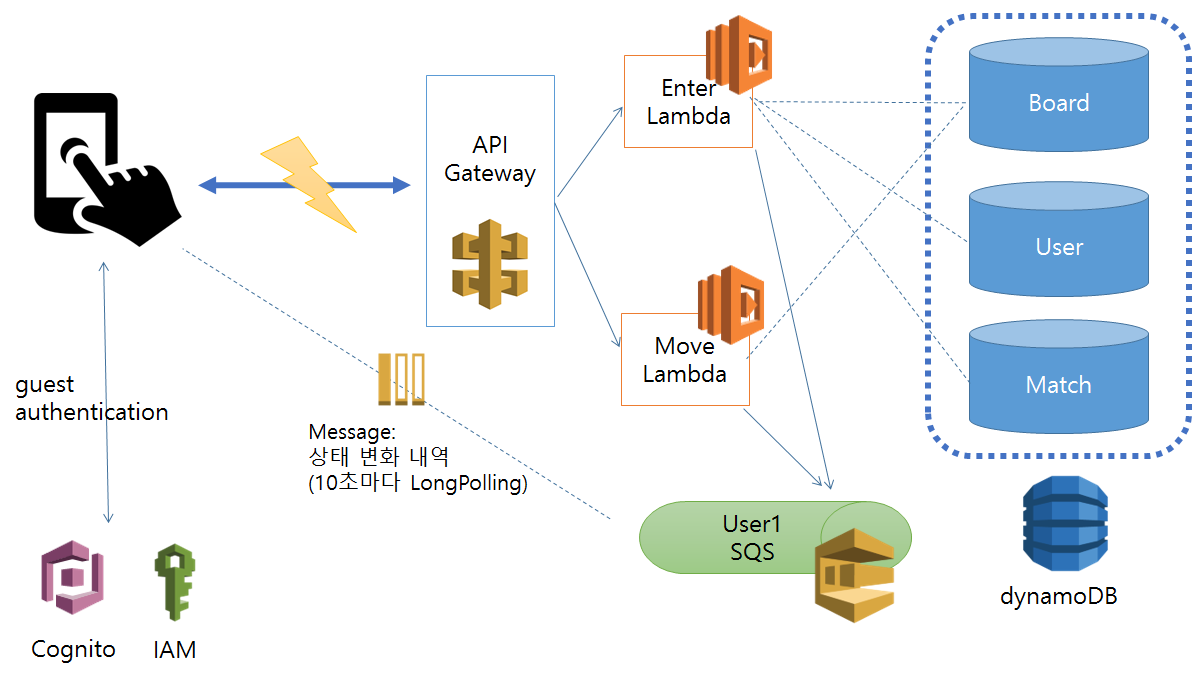 Enter
Lambda
Board
API
Gateway
User
Move
Lambda
Match
guest
authentication
Message:
상태 변화 내역
(10초마다 LongPolling)
User1
SQS
dynamoDB
Cognito
IAM